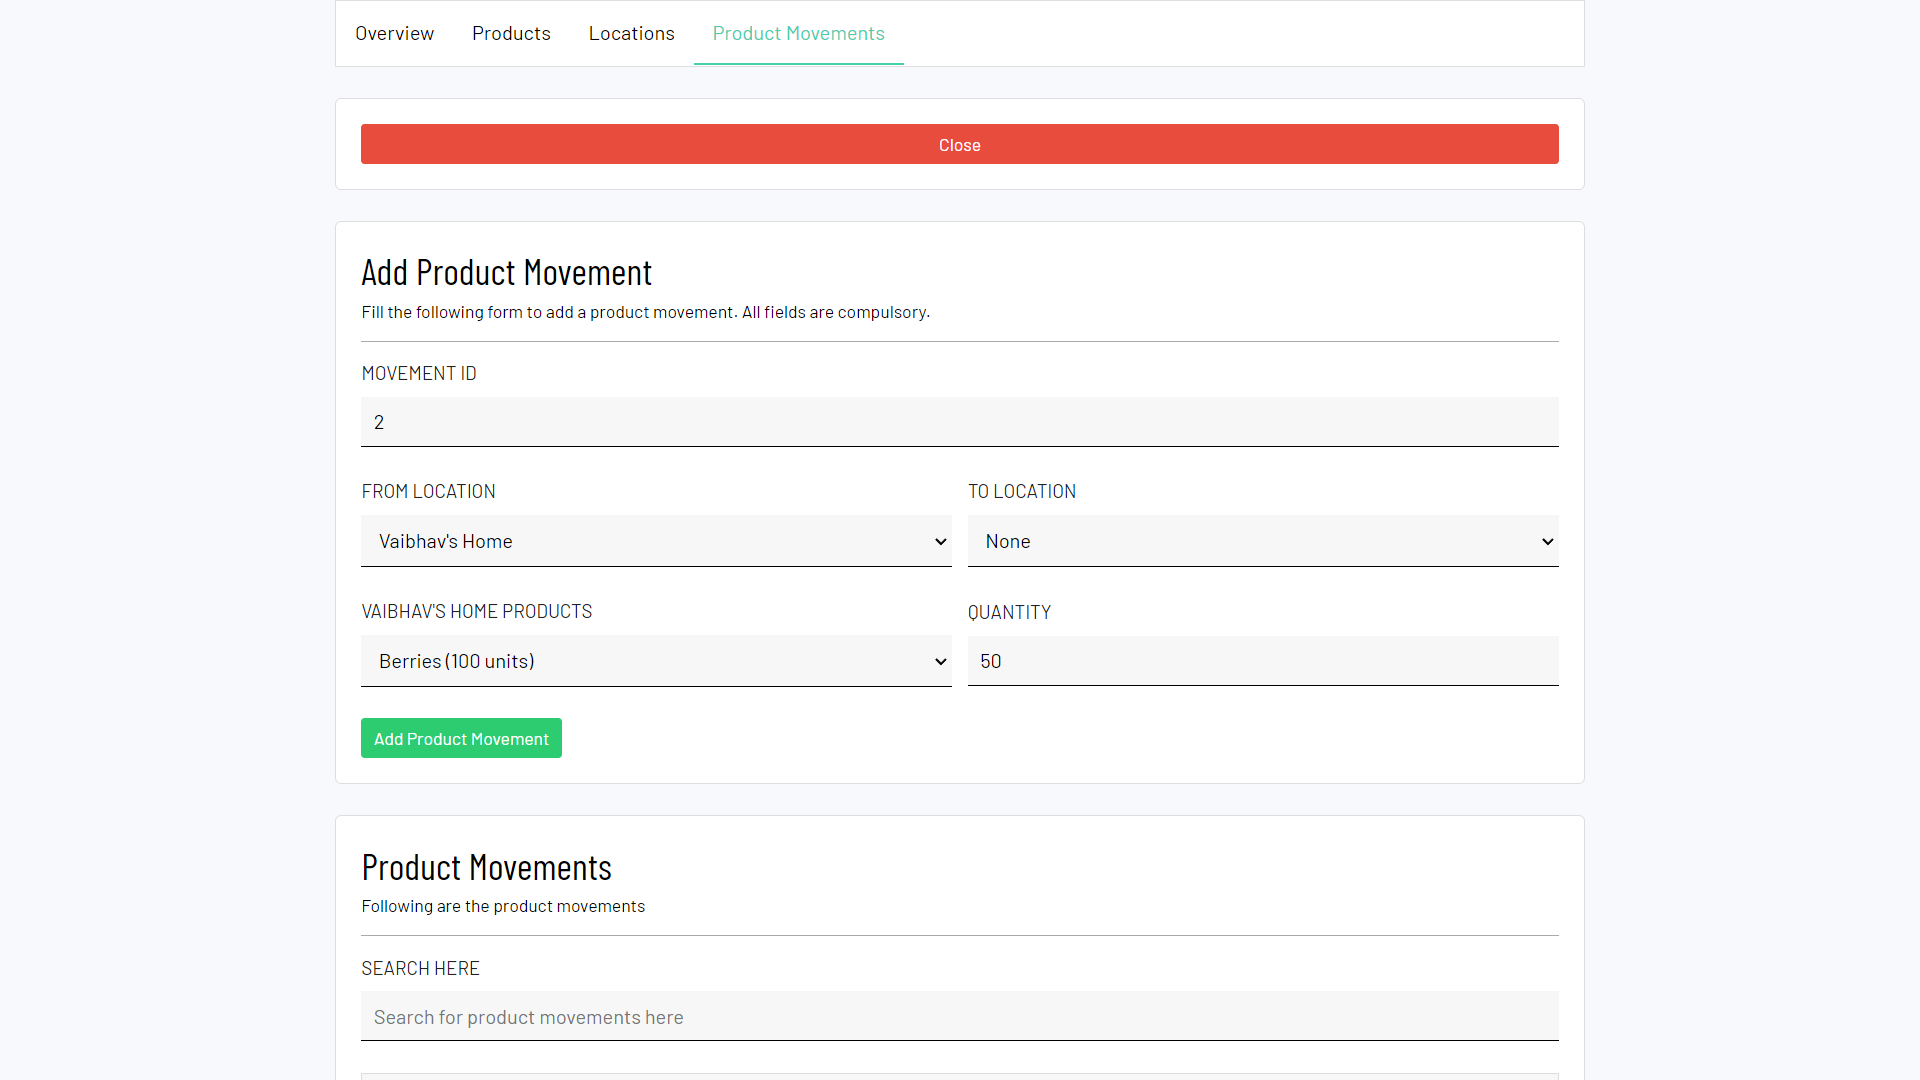 Overview Products Locations Product Movements
Close
Add Product Movement
Fill the following form to add a product movement. All fields are compulsory.
MOVEMENT ID
2
FROM LOCATION TO LOCATION
Vaibhav's Home None
VAIBHAV'S HOME PRODUCTS QUANTITY
Berries (100 units) 50
Add Product Movement
Product Movements
Following are the product movements
SEARCH HERE
Search for product movements here